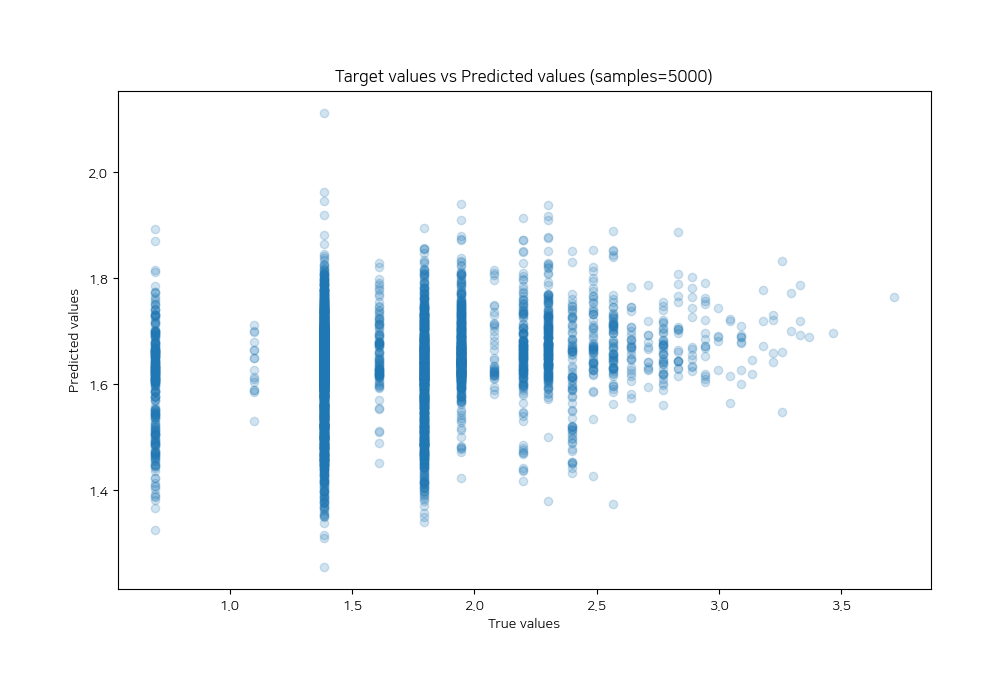 Target values vs Predicted values (samples=5000)
Predicted values
2.0
1.8
1.6
1.4
1.0 1.5 2.0 2.5 3.0 3.5
True values